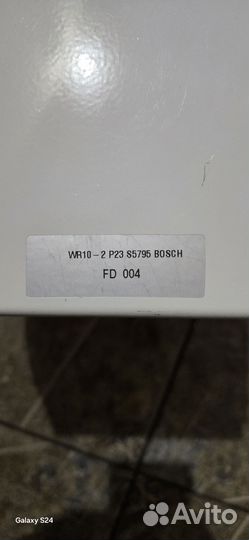 WR10-2 P23 S5795 BOSCH
FD 004
Galaxy S24
Avito